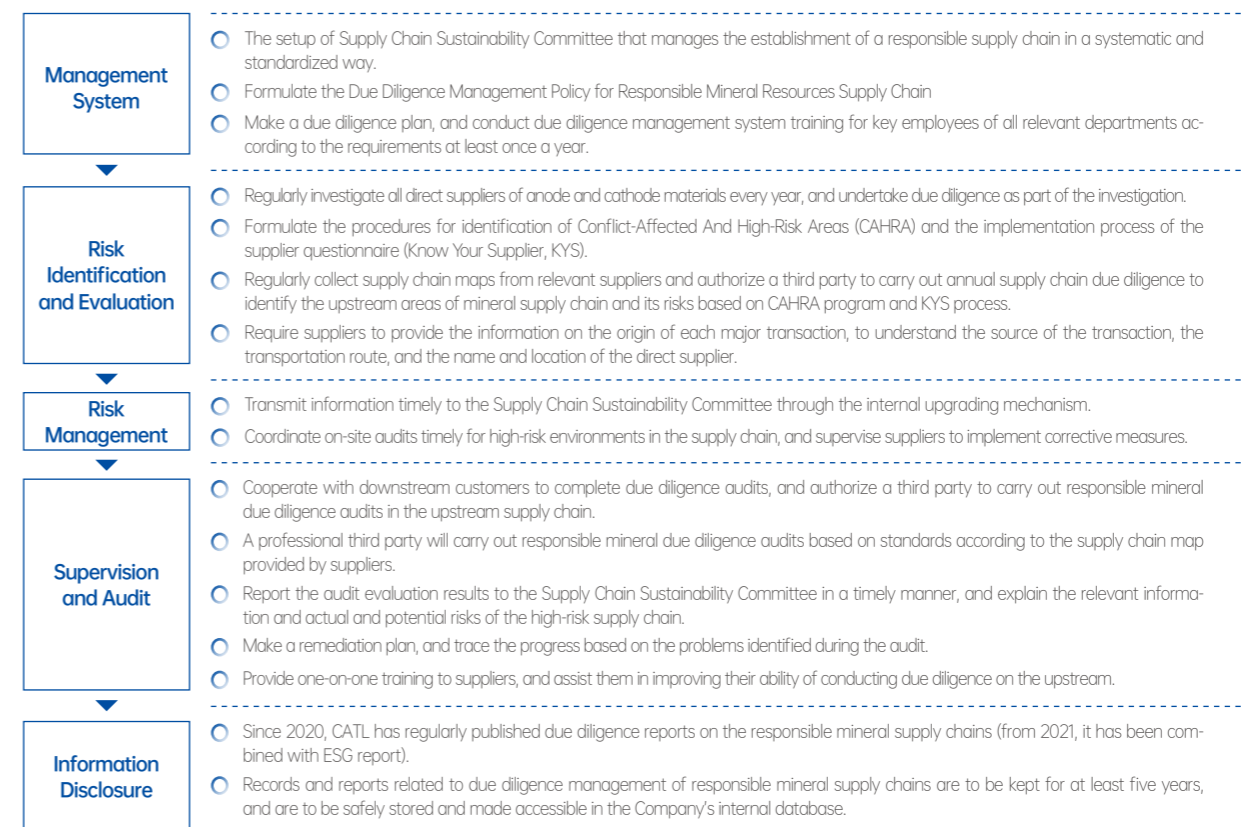 Management
System
The setup of Supply Chain Sustainability Committee that manages the establishment of a responsible supply chain in a systematic and
standardized way.
Formulate the Due Diligence Management Policy for Responsible Mineral Resources Supply Chain
Make a due diligence plan, and conduct due diligence management system training for key employees of all relevant departments ac-
cording to the requirements at least once a year.
Risk
Identification
and Evaluation
Regularly investigate all direct suppliers of anode and cathode materials every year, and undertake due diligence as part of the investigation.
Formulate the procedures for identification of Conflict-Affected And High-Risk Areas (CAHRA) and the implementation process of the
supplier questionnaire (Know Your Supplier, KYS).
Regularly collect supply chain maps from relevant suppliers and authorize a third party to carry out annual supply chain due diligence to
identify the upstream areas of mineral supply chain and its risks based on CAHRA program and KYS process.
Require suppliers to provide the information on the origin of each major transaction, to understand the source of the transaction, the
transportation route, and the name and location of the direct supplier.
Risk
Management
Transmit information timely to the Supply Chain Sustainability Committee through the internal upgrading mechanism.
Coordinate on-site audits timely for high-risk environments in the supply chain, and supervise suppliers to implement corrective measures.
Supervision
and Audit
Cooperate with downstream customers to complete due diligence audits, and authorize a third party to carry out responsible mineral
due diligence audits in the upstream supply chain.
A professional third party will carry out responsible mineral due diligence audits based on standards according to the supply chain map
provided by suppliers.
Report the audit evaluation results to the Supply Chain Sustainability Committee in a timely manner, and explain the relevant informa-
tion and actual and potential risks of the high-risk supply chain.
Make a remediation plan, and trace the progress based on the problems identified during the audit.
Provide one-on-one training to suppliers, and assist them in improving their ability of conducting due diligence on the upstream.
Information
Disclosure
Since 2020, CATL has regularly published due diligence reports on the responsible mineral supply chains (from 2021, it has been com-
bined with ESG report).
Records and reports related to due diligence management of responsible mineral supply chains are to be kept for at least five years,
and are to be safely stored and made accessible in the Company's internal database.